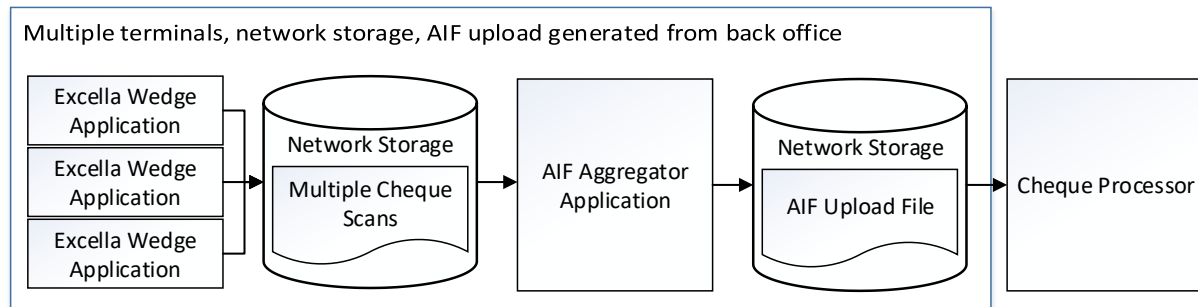 Multiple terminals, network storage, AIF upload generated from back office
Excella Wedge
Application
Excella Wedge
Application
Excella Wedge
Application
Network Storage
Multiple Cheque
Scans
AIF Aggregator
Application
Network Storage
AIF Upload File
Cheque Processor